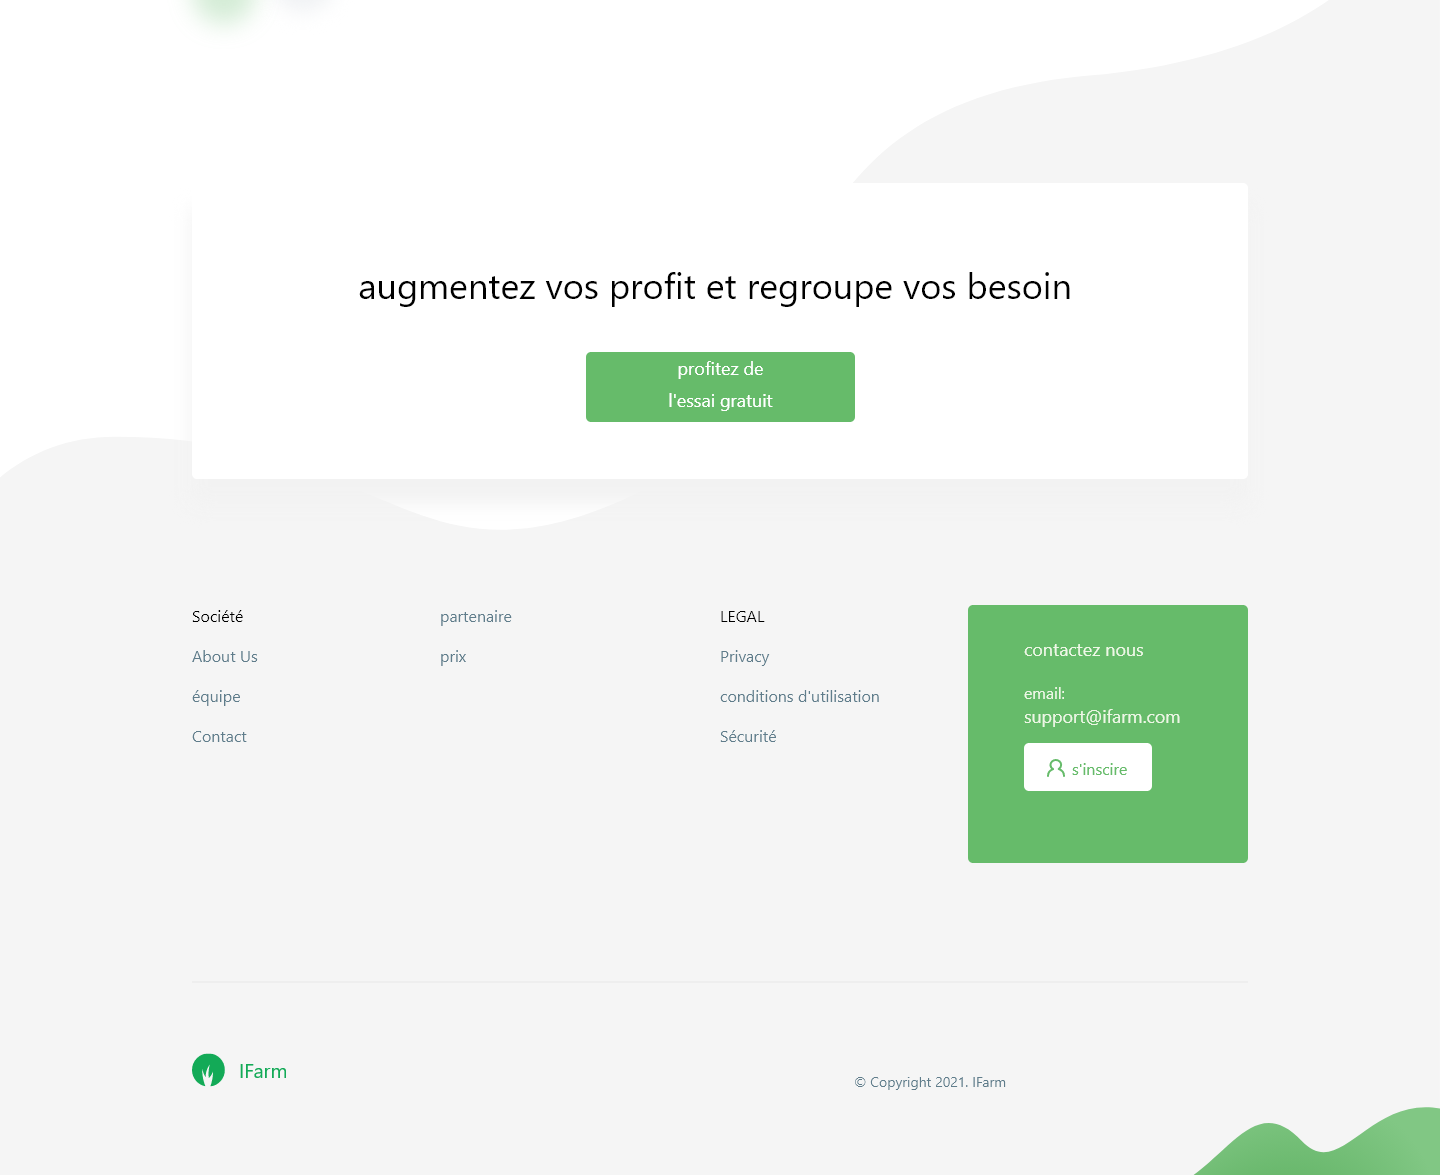 augmentez vos profit et regroupe vos besoin
profitez de
l'essai gratuit
Société
About Us
équipe
Contact
partenaire
prix
LEGAL
Privacy
conditions d'utilisation
Sécurité
contactez nous
email:
support@ifarm.com
s'inscire
IFarm
© Copyright 2021. IFarm